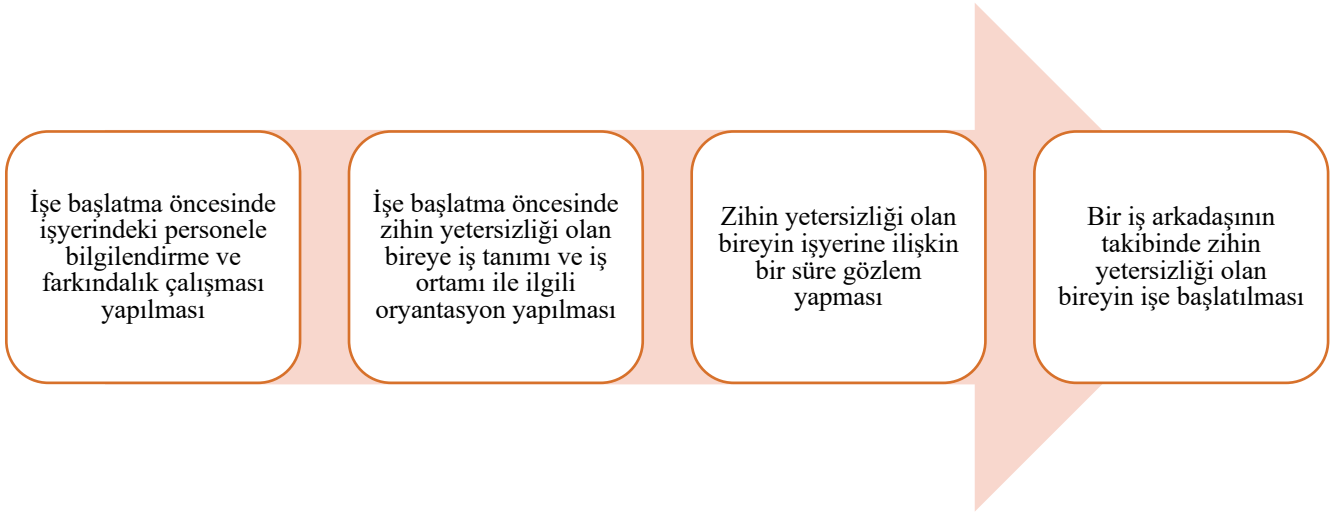 İşe başlatma öncesinde
işyerindeki personele
bilgilendirme ve
farkındalık çalışması
yapılması
İşe başlatma öncesinde
zihin yetersizliği olan
bireye iş tanımı ve iş
ortamı ile ilgili
oryantasyon yapılması
Zihin yetersizliği olan
bireyin işyerine ilişkin
bir süre gözlem
yapması
Bir iş arkadaşının
takibinde zihin
yetersizliği olan
bireyin işe başlatılması